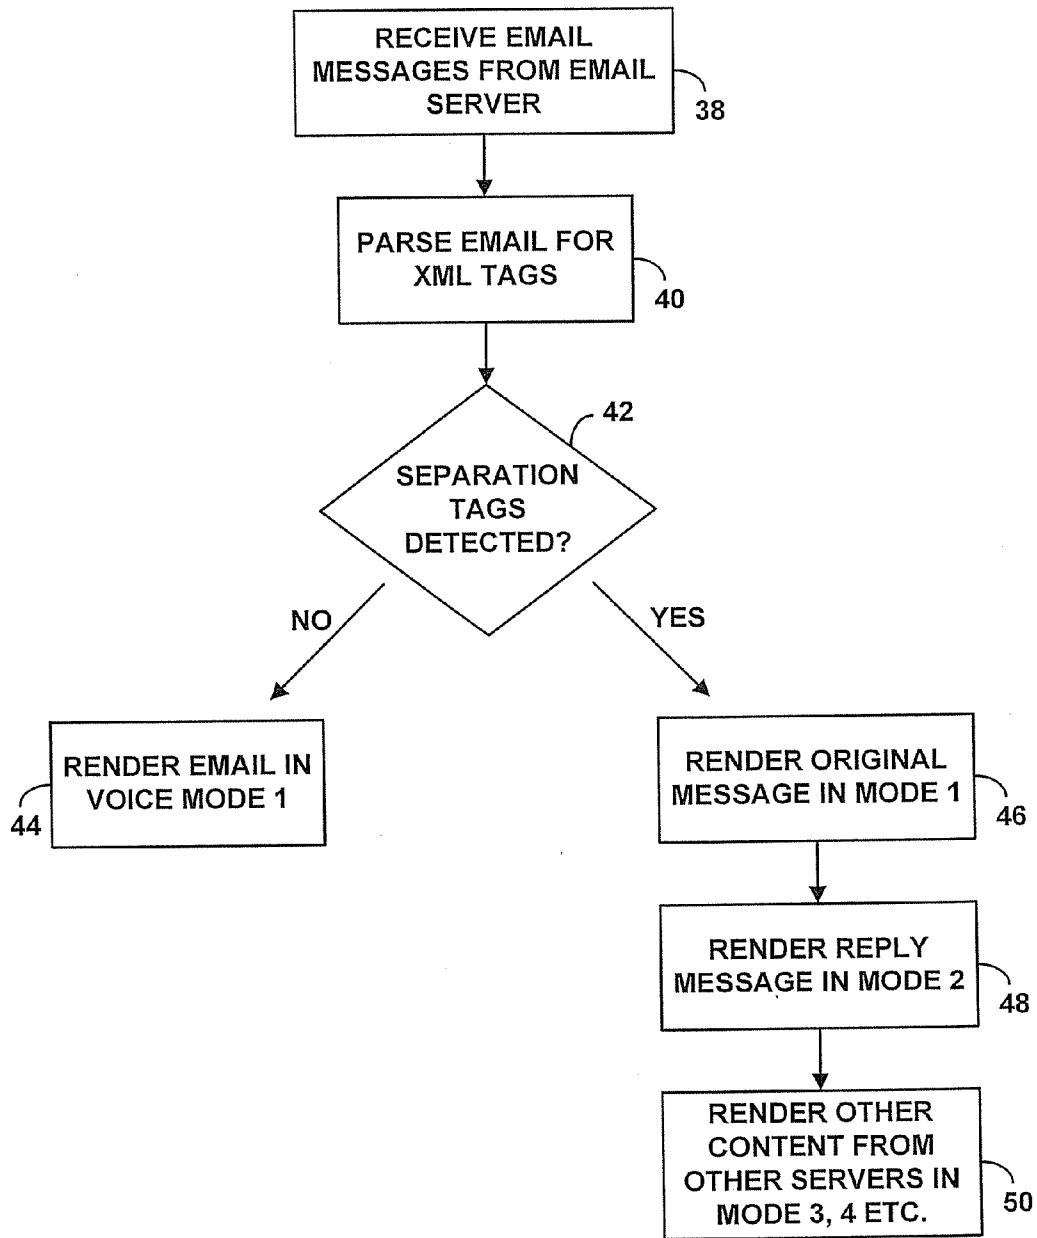 RECEIVE EMAIL
MESSAGES FROM EMAIL
SERVER
38
PARSE EMAIL FOR
XML TAGS
40
42
SEPARATION
TAGS
DETECTED?
NO
YES
RENDER EMAIL IN
VOICE MODE 1
44
RENDER ORIGINAL
MESSAGE IN MODE 1
46
RENDER REPLY
MESSAGE IN MODE 2
48
RENDER OTHER
CONTENT FROM
OTHER SERVERS IN
MODE 3, 4 ETC.
50